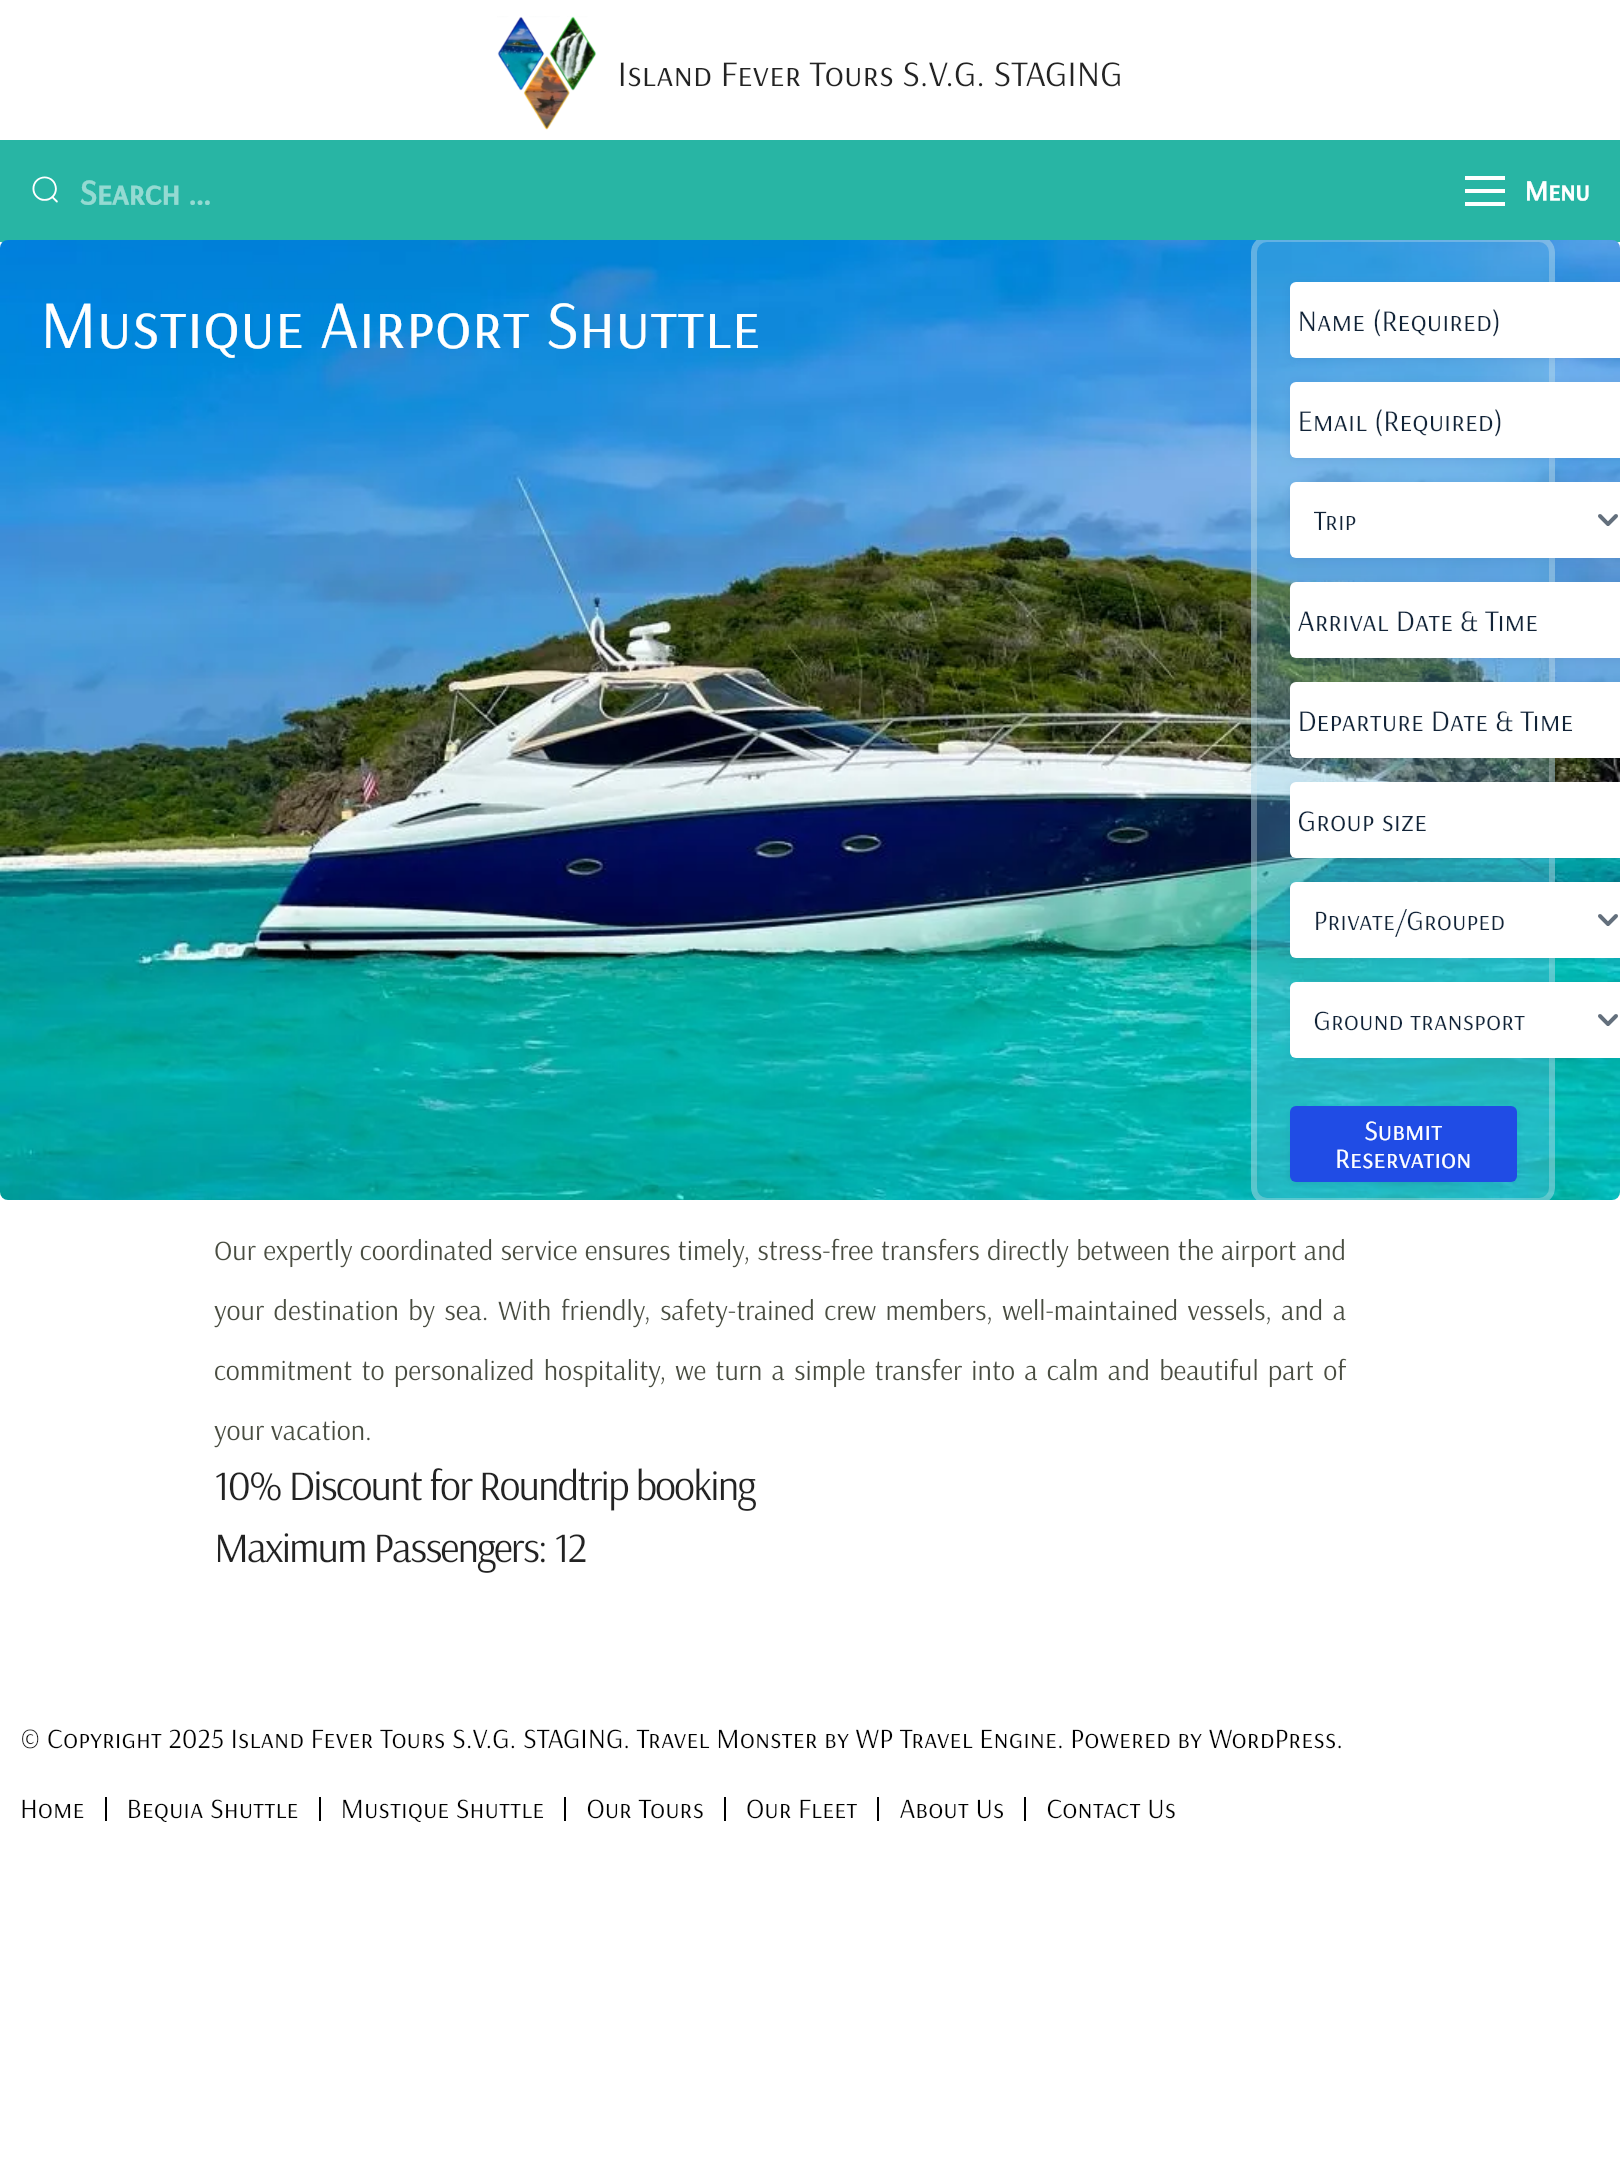 Island Fever Tours S.V.G. STAGING
Search ...
Menu
Mustique Airport Shuttle
Name (Required)
Email (Required)
Trip
Arrival Date & Time
Departure Date & Time
Group size
Private/Grouped
Ground transport
Submit
Reservation
Our expertly coordinated service ensures timely, stress-free transfers directly between the airport and
your destination by sea. With friendly, safety-trained crew members, well-maintained vessels, and a
commitment to personalized hospitality, we turn a simple transfer into a calm and beautiful part of
your vacation.
10% Discount for Roundtrip booking
Maximum Passengers: 12
© Copyright 2025 Island Fever Tours S.V.G. STAGING. Travel Monster by WP Travel Engine. Powered by WordPress.
Home | Bequia Shuttle | Mustique Shuttle | Our Tours | Our Fleet | About Us | Contact Us